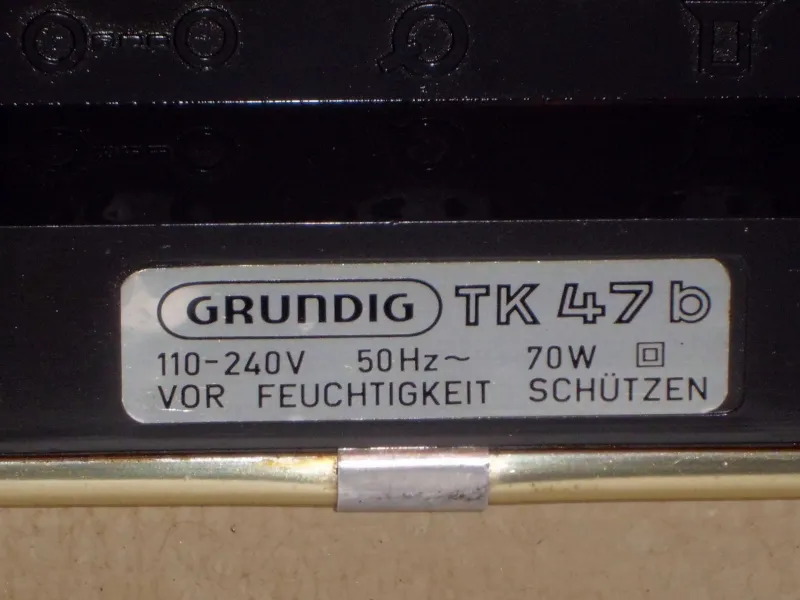 GRUNDIG TK 47 b
110-240V 50Hz~ 70W
VOR FEUCHTIGKEIT SCHÜTZEN